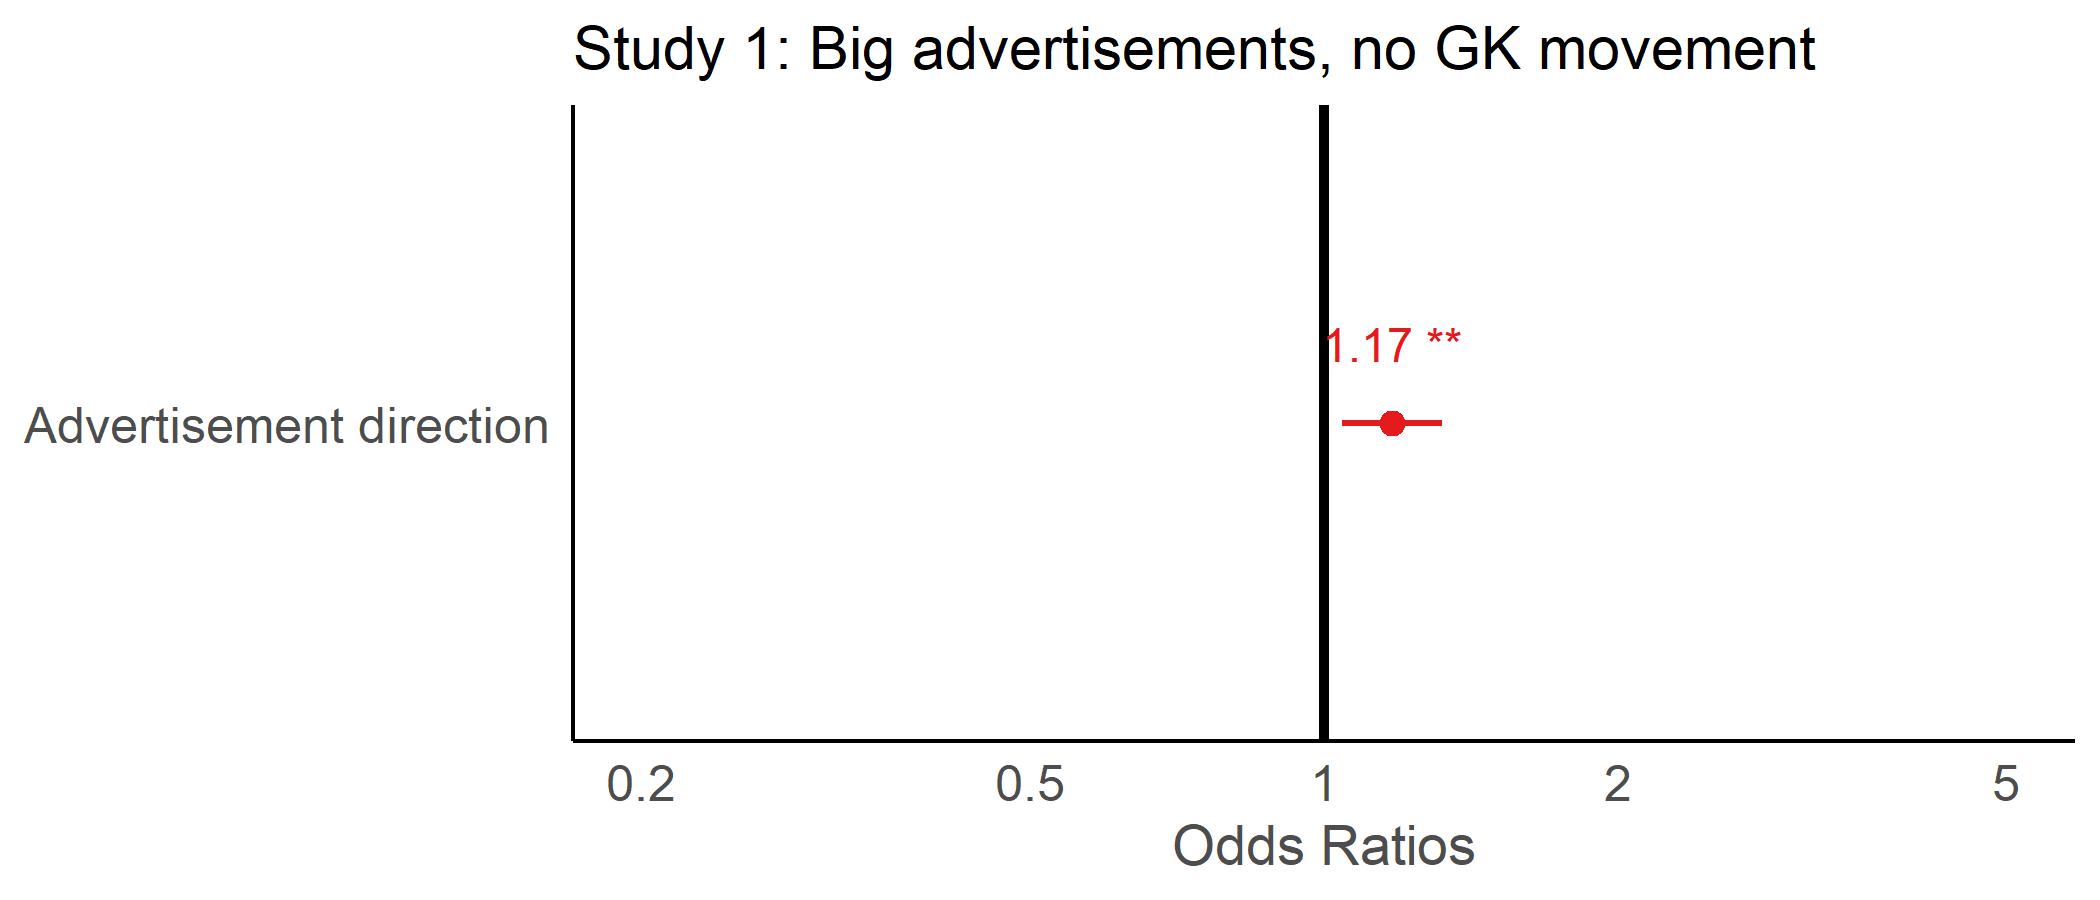 Study 1: Big advertisements, no GK movement
1.17 **
Advertisement direction
0.2 0.5 1 2 5
Odds Ratios